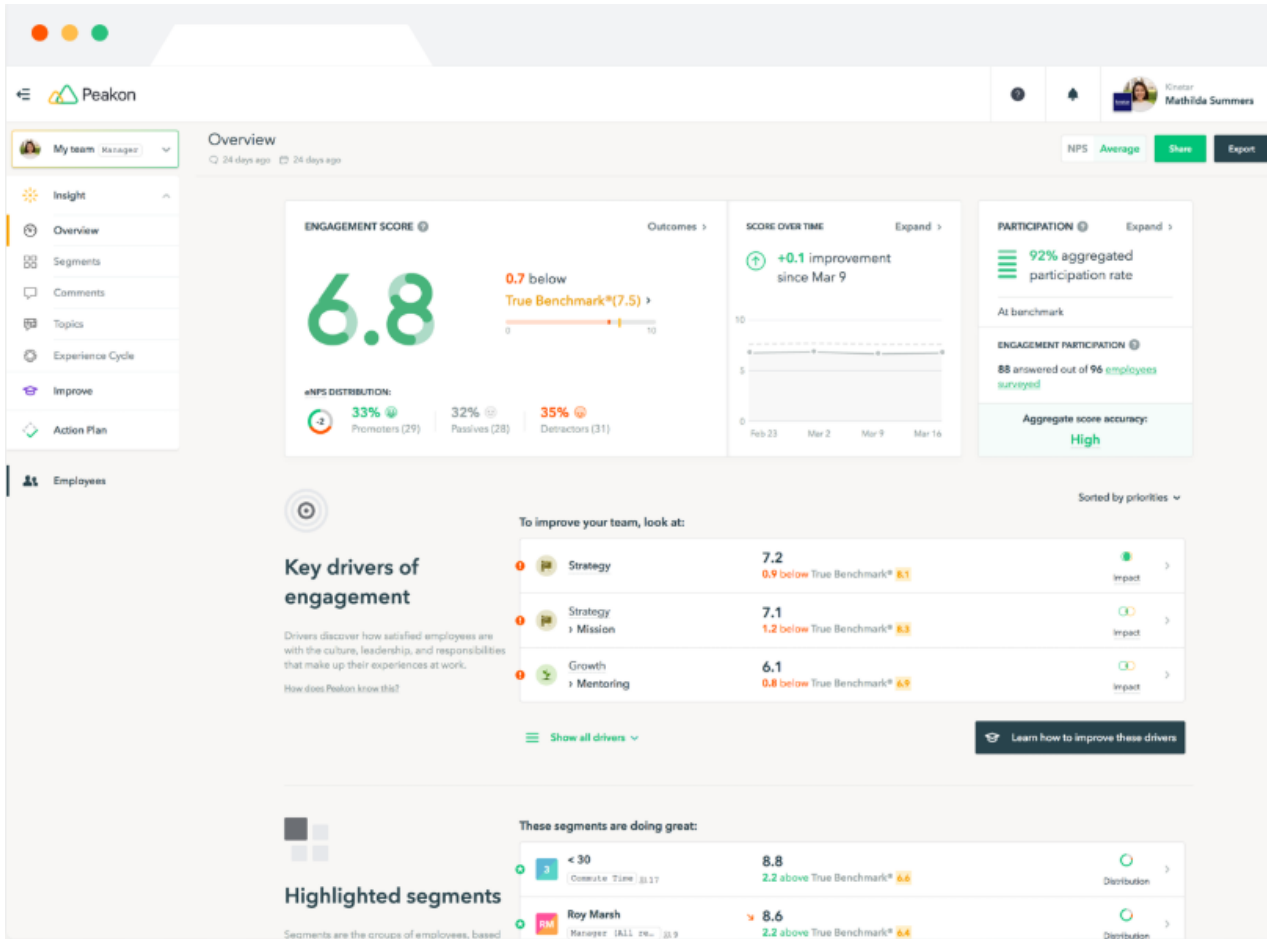 Peakon
Kinetar
Mathilda Summers
My team Manager
Overview
24 days ago 24 days ago
NPS Average Share Export
Insight
Overview
Segments
Comments
Topics
Experience Cycle
Improve
Action Plan
Employees
ENGAGEMENT SCORE
Outcomes
6.8
0.7 below
True Benchmark®(7.5)
0 10
eNPS DISTRIBUTION:
-2
33%
Promoters (29)
32%
Passives (28)
35%
Detractors (31)
SCORE OVER TIME
Expand
+0.1 improvement
since Mar 9
10
5
0
Feb 23 Mar 2 Mar 9 Mar 16
PARTICIPATION
Expand
92% aggregated
participation rate
At benchmark
ENGAGEMENT PARTICIPATION
88 answered out of 96 employees
surveyed
Aggregate score accuracy:
High
Key drivers of
engagement
Drivers discover how satisfied employees are
with the culture, leadership, and responsibilities
that make up their experiences at work.
How does Peakon know this?
Sorted by priorities
To improve your team, look at:
Strategy
7.2
0.9 below True Benchmark® 8.1
Impact
Strategy
Mission
7.1
1.2 below True Benchmark® 8.3
Impact
Growth
Mentoring
6.1
0.8 below True Benchmark® 6.9
Impact
Show all drivers
Learn how to improve these drivers
Highlighted segments
Segments are the groups of employees, based
These segments are doing great:
3
< 30
Commute Time 17
8.8
2.2 above True Benchmark® 6.6
Distribution
RM
Roy Marsh
Manager (All re… 9
8.6
2.2 above True Benchmark® 6.4
Distribution